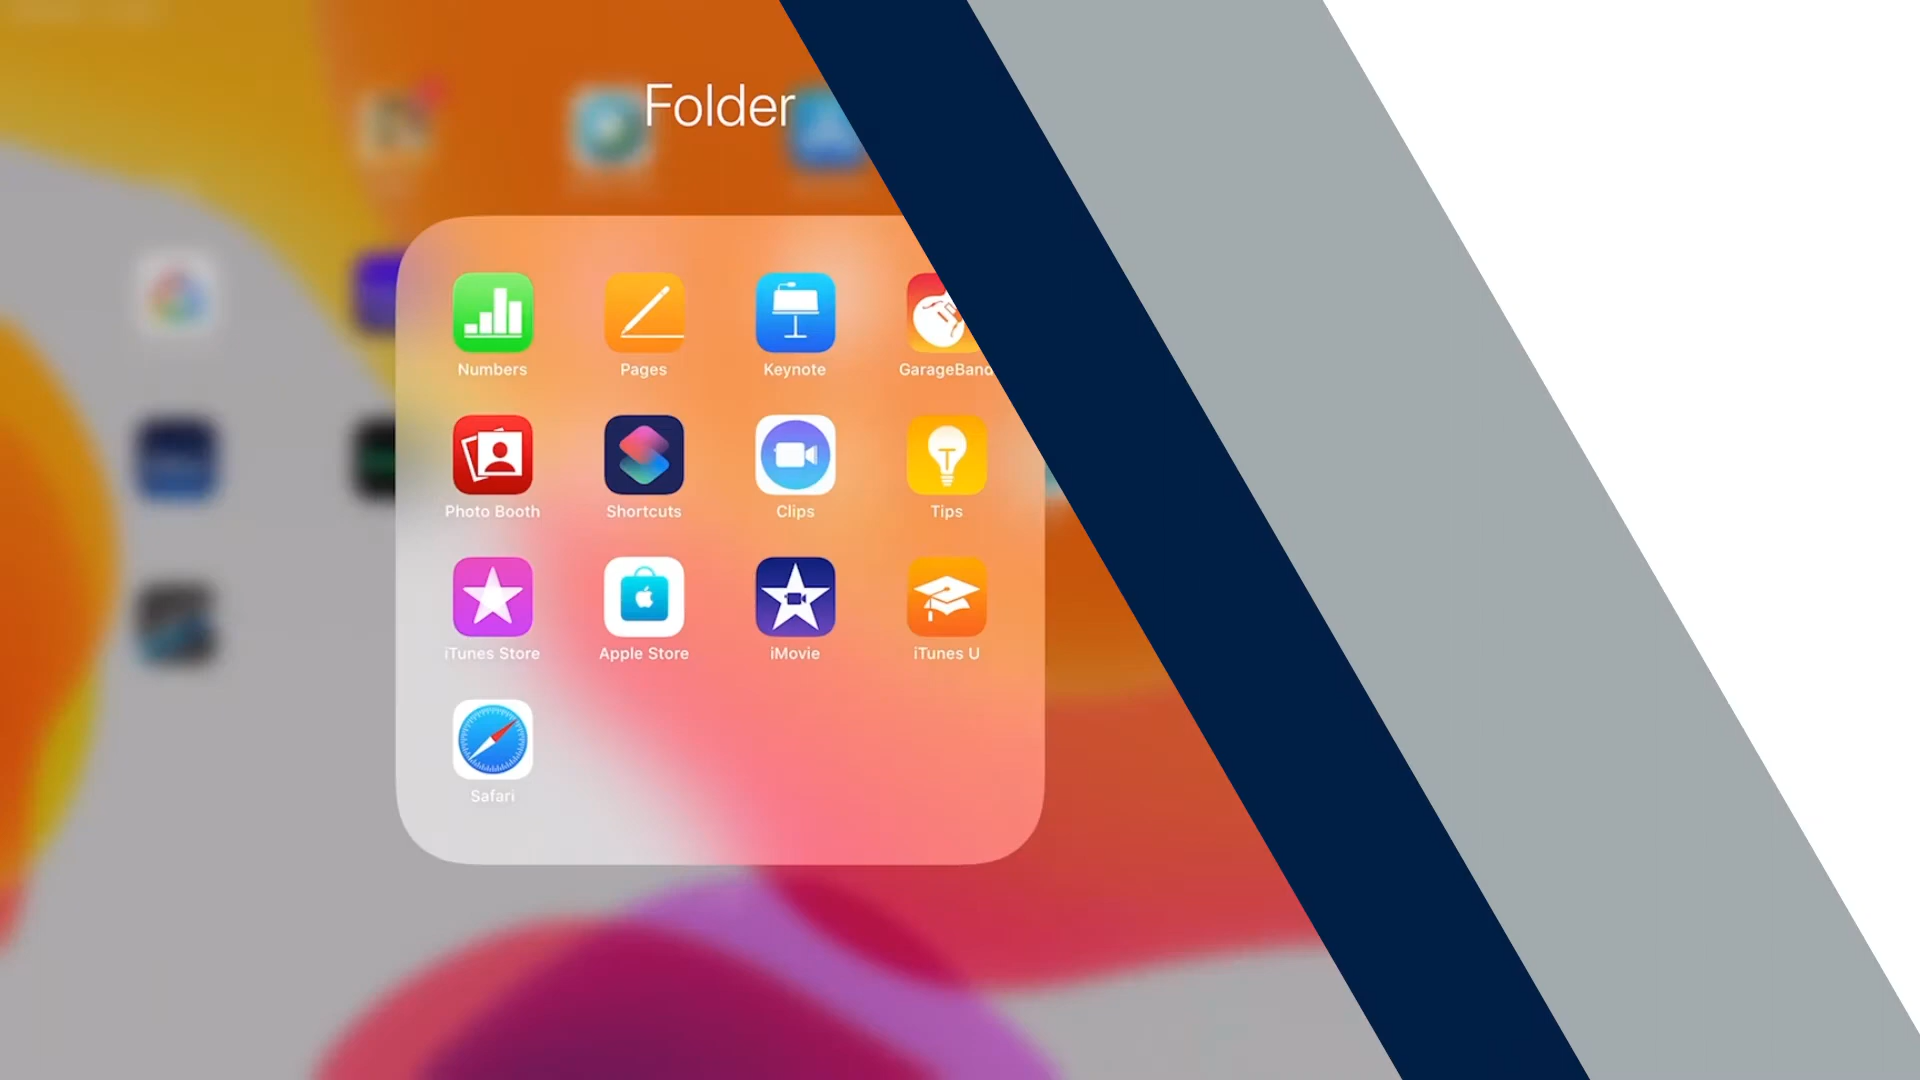 Folder
Numbers
Pages
Keynote
GarageBand
Photo Booth
Shortcuts
Clips
Tips
iTunes Store
Apple Store
iMovie
iTunes U
Safari